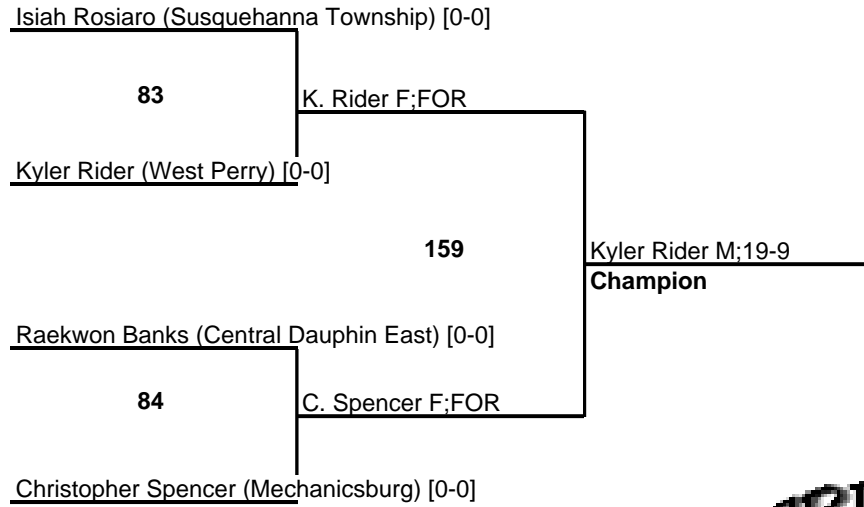 Isiah Rosiaro (Susquehanna Township) [0-0]
83
K. Rider F;FOR
Kyler Rider (West Perry) [0-0]
159
Kyler Rider M;19-9
Champion
Raekwon Banks (Central Dauphin East) [0-0]
84
C. Spencer F;FOR
Christopher Spencer (Mechanicsburg) [0-0]